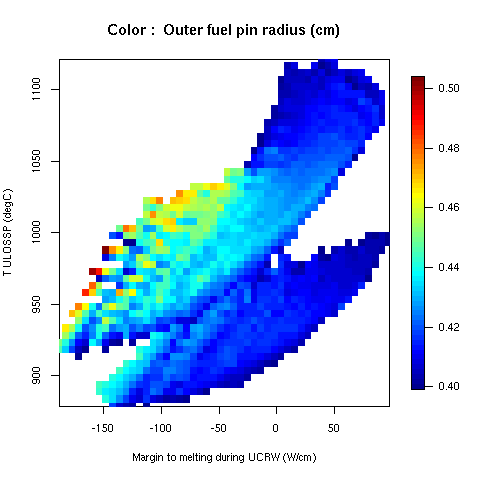 Color :  Outer fuel pin radius (cm)
1100
1050
1000
950
900
T ULOSSP (degC)
-150 -100 -50 0 50
Margin to melting during UCRW (W/cm)
0.50
0.48
0.46
0.44
0.42
0.40